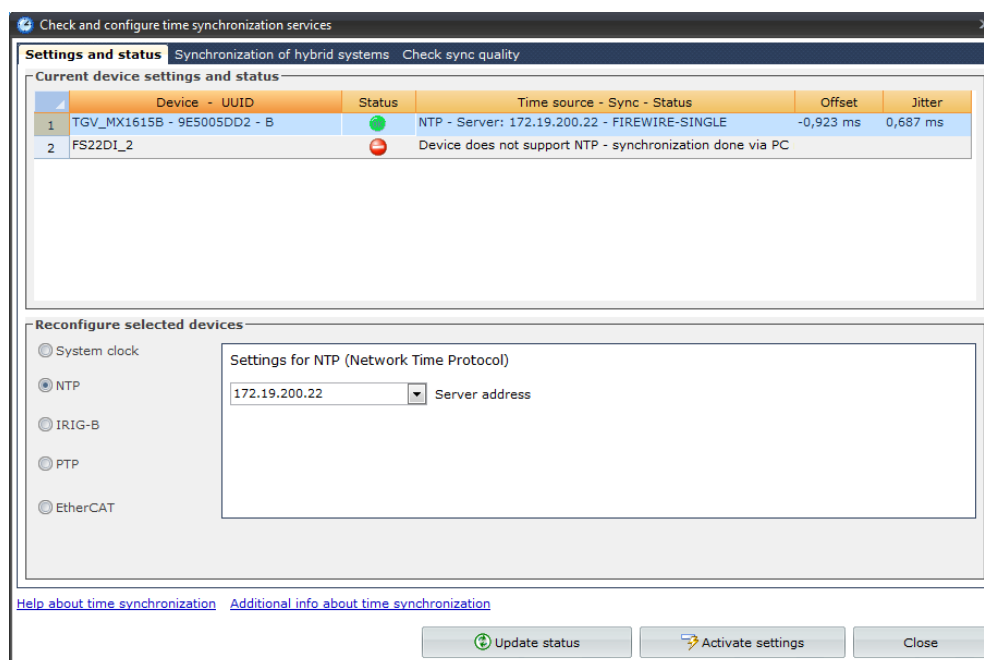 Check and configure time synchronization services
Settings and status Synchronization of hybrid systems Check sync quality
Current device settings and status
Device - UUID Status Time source - Sync - Status Offset Jitter
1 TGV_MX1615B - 9E5005DD2 - B NTP - Server: 172.19.200.22 - FIREWIRE-SINGLE -0,923 ms 0,687 ms
2 FS22DI_2 Device does not support NTP - synchronization done via PC
Reconfigure selected devices
System clock
Settings for NTP (Network Time Protocol)
NTP
172.19.200.22 Server address
IRIG-B
PTP
EtherCAT
Help about time synchronization Additional info about time synchronization
Update status Activate settings Close